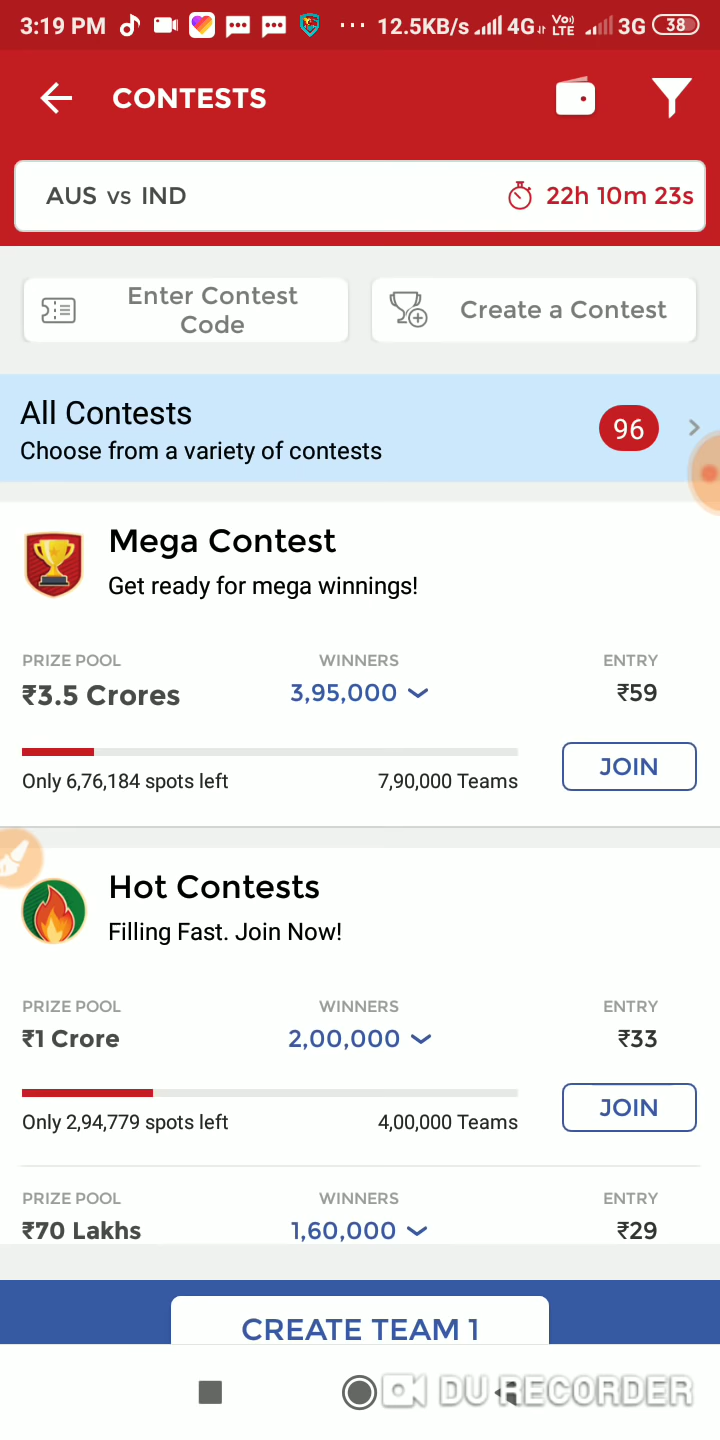 3:19 PM ... 12.5KB/s 4G Vo) LTE 3G 38
CONTESTS
AUS vs IND 22h 10m 23s
Enter Contest
Code
Create a Contest
All Contests
96
Choose from a variety of contests
Mega Contest
Get ready for mega winnings!
PRIZE POOL WINNERS ENTRY
₹3.5 Crores 3,95,000 ₹59
JOIN
Only 6,76,184 spots left 7,90,000 Teams
Hot Contests
Filling Fast. Join Now!
PRIZE POOL WINNERS ENTRY
₹1 Crore 2,00,000 ₹33
JOIN
Only 2,94,779 spots left 4,00,000 Teams
PRIZE POOL WINNERS ENTRY
₹70 Lakhs 1,60,000 ₹29
CREATE TEAM 1
DU RECORDER